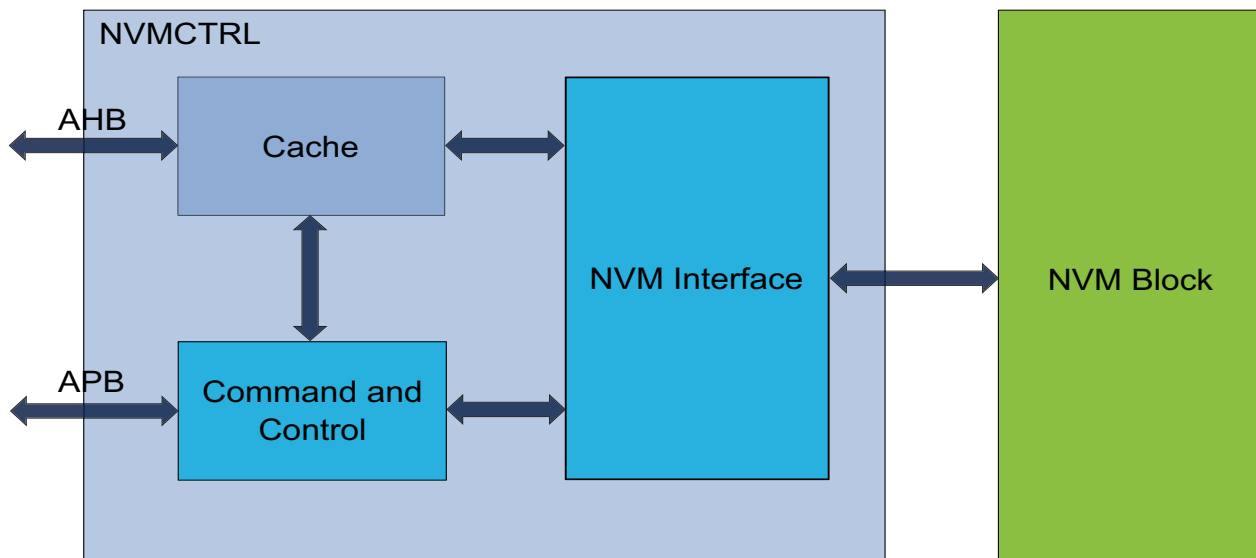 NVMCTRL
AHB
Cache
NVM Interface
NVM Block
APB
Command and
Control